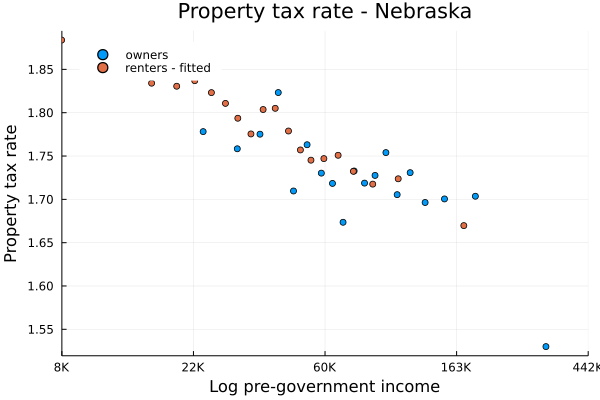 Property tax rate - Nebraska
owners
renters - fitted
Property tax rate
1.85
1.80
1.75
1.70
1.65
1.60
1.55
8K 22K 60K 163K 442K
Log pre-government income